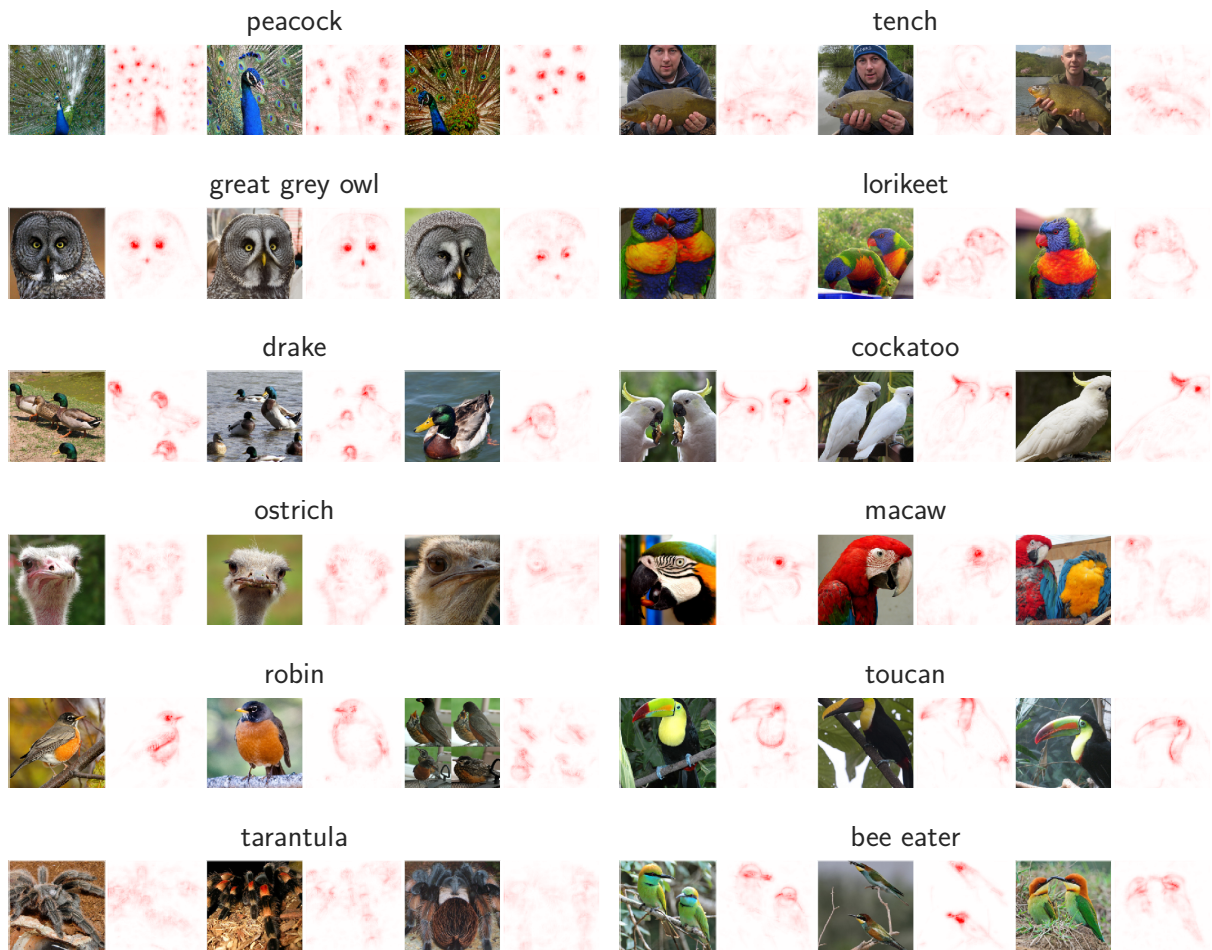 peacock
tench
great grey owl
lorikeet
drake
cockatoo
ostrich
macaw
robin
toucan
tarantula
bee eater